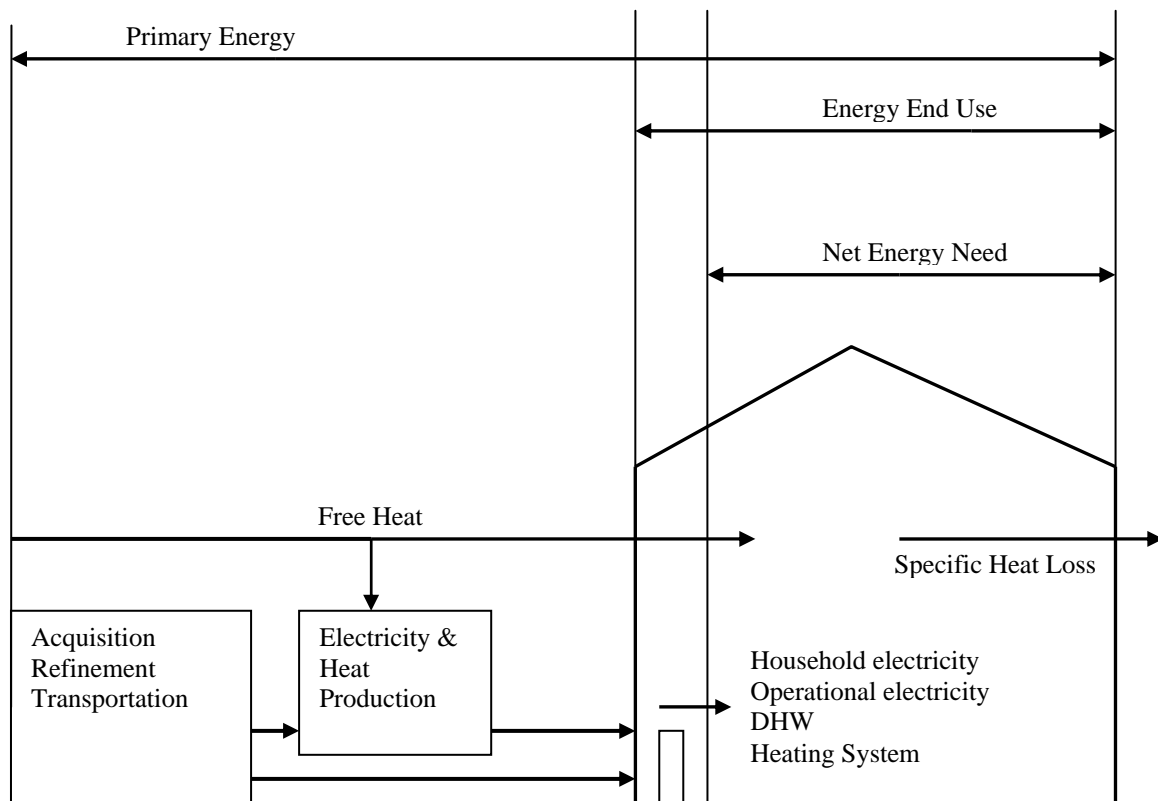 Primary Energy
Energy End Use
Net Energy Need
Free Heat
Specific Heat Loss
Acquisition
Refinement
Transportation
Electricity &
Heat
Production
Household electricity
Operational electricity
DHW
Heating System